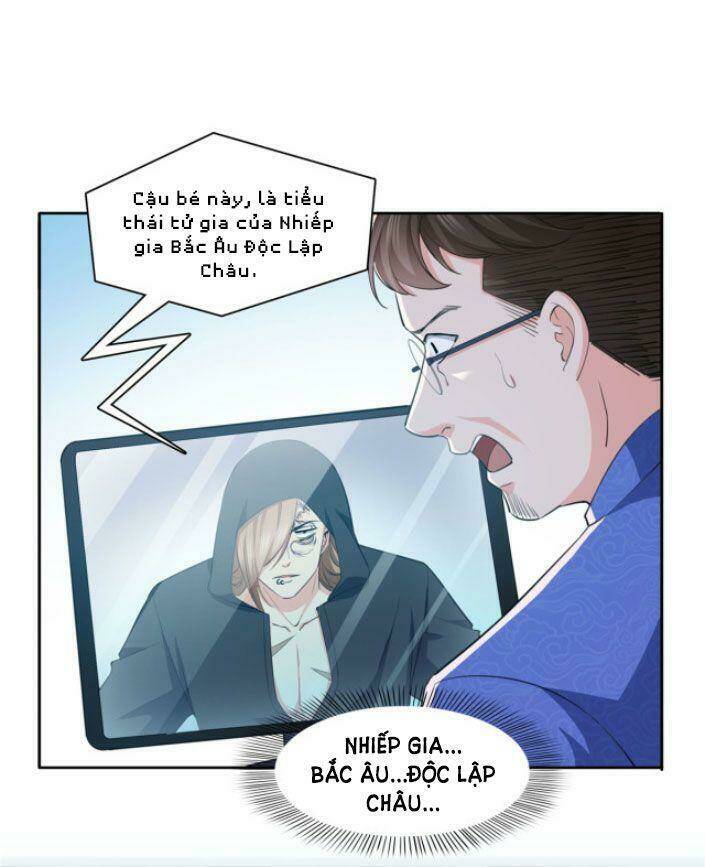 Cậu bé này, là tiểu
thái tử gia của Nhiếp
gia Bắc Âu Độc Lập
Châu.
NHIẾP GIA...
BẮC ÂU...ĐỘC LẬP
CHÂU...